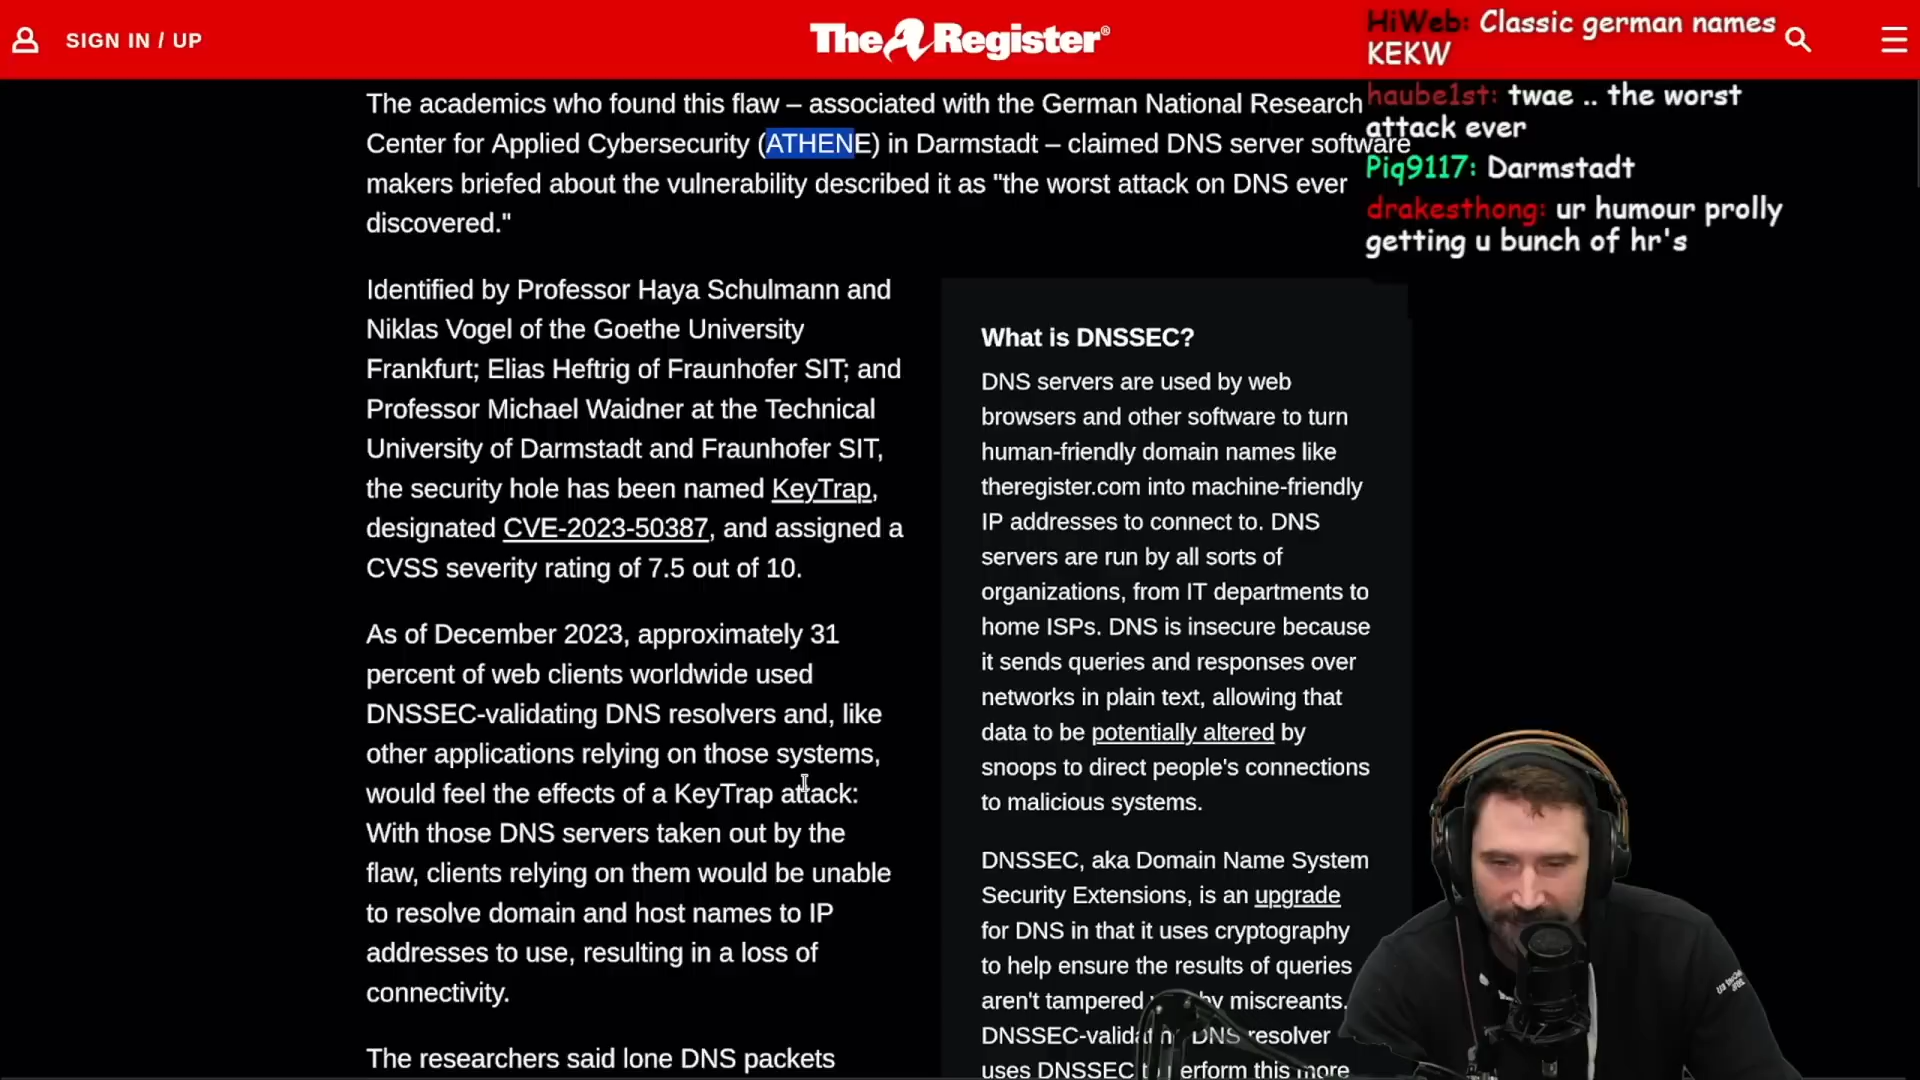 SIGN IN / UP
The Register®
The academics who found this flaw – associated with the German National Research
Center for Applied Cybersecurity (ATHENE) in Darmstadt – claimed DNS server software
makers briefed about the vulnerability described it as "the worst attack on DNS ever
discovered."
Identified by Professor Haya Schulmann and
Niklas Vogel of the Goethe University
Frankfurt; Elias Heftrig of Fraunhofer SIT; and
Professor Michael Waidner at the Technical
University of Darmstadt and Fraunhofer SIT,
the security hole has been named KeyTrap,
designated CVE-2023-50387, and assigned a
CVSS severity rating of 7.5 out of 10.
As of December 2023, approximately 31
percent of web clients worldwide used
DNSSEC-validating DNS resolvers and, like
other applications relying on those systems,
would feel the effects of a KeyTrap attack:
With those DNS servers taken out by the
flaw, clients relying on them would be unable
to resolve domain and host names to IP
addresses to use, resulting in a loss of
connectivity.
The researchers said lone DNS packets
What is DNSSEC?
DNS servers are used by web
browsers and other software to turn
human-friendly domain names like
theregister.com into machine-friendly
IP addresses to connect to. DNS
servers are run by all sorts of
organizations, from IT departments to
home ISPs. DNS is insecure because
it sends queries and responses over
networks in plain text, allowing that
data to be potentially altered by
snoops to direct people's connections
to malicious systems.
DNSSEC, aka Domain Name System
Security Extensions, is an upgrade
for DNS in that it uses cryptography
to help ensure the results of queries
aren't tampered by miscreants.
DNS resolver
uses DNSSEC this more
HiWeb: Classic german names
KEKW
haube1st: twae .. the worst
attack ever
Piq9117: Darmstadt
drakesthong: ur humour prolly
getting u bunch of hr's